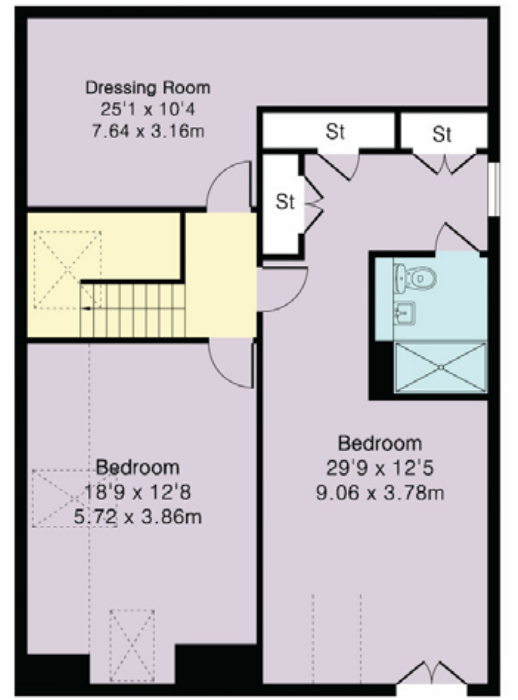 Dressing Room
25'1 x 10'4
7.64 x 3.16m
St
St
St
Bedroom
29'9 x 12'5
9.06 x 3.78m
Bedroom
18'9 x 12'8
5.72 x 3.86m